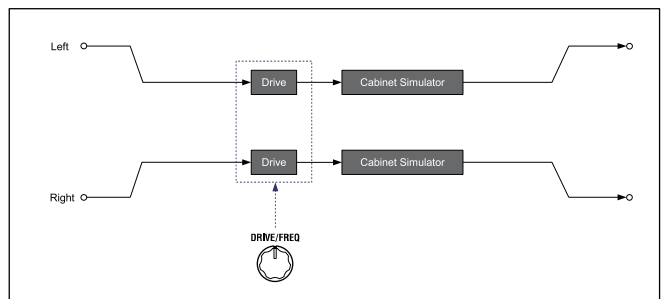 Left
Drive
Cabinet Simulator
Drive
Cabinet Simulator
Right
DRIVE/FREQ